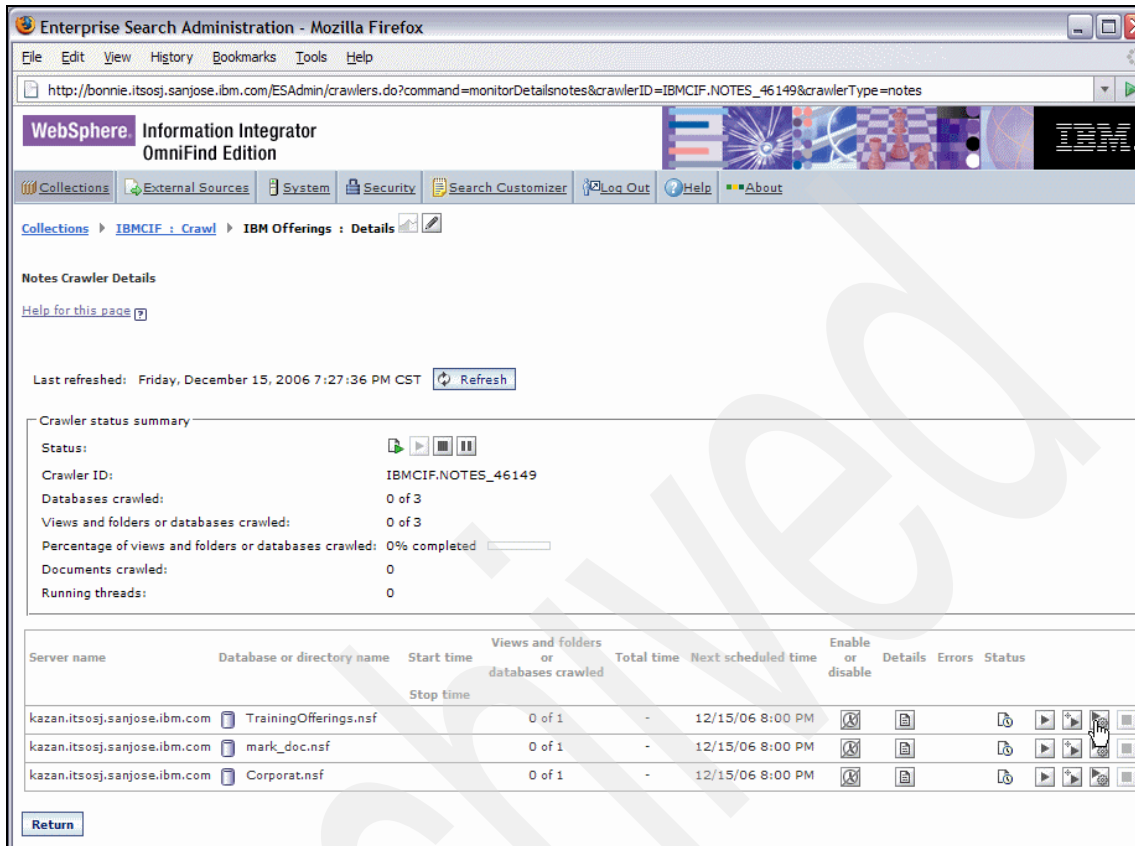 Enterprise Search Administration - Mozilla Firefox
File Edit View History Bookmarks Tools Help
http://bonnie.itsosj.sanjose.ibm.com/ESAdmin/crawlers.do?command=monitorDetailsnotes&crawlerID=IBMCIF.NOTES_46149&crawlerType=notes
WebSphere. Information Integrator
OmniFind Edition
IBM.
Collections External Sources System Security Search Customizer Log Out Help About
Collections IBMCIF : Crawl IBM Offerings : Details
Notes Crawler Details
Help for this page ?
Last refreshed: Friday, December 15, 2006 7:27:36 PM CST Refresh
Crawler status summary
Status:
Crawler ID: IBMCIF.NOTES_46149
Databases crawled: 0 of 3
Views and folders or databases crawled: 0 of 3
Percentage of views and folders or databases crawled: 0% completed
Documents crawled: 0
Running threads: 0
Server name Database or directory name Start time Views and folders or databases crawled Total time Next scheduled time Enable or disable Details Errors Status
Stop time
kazan.itsosj.sanjose.ibm.com TrainingOfferings.nsf 0 of 1 - 12/15/06 8:00 PM
kazan.itsosj.sanjose.ibm.com mark_doc.nsf 0 of 1 - 12/15/06 8:00 PM
kazan.itsosj.sanjose.ibm.com Corporat.nsf 0 of 1 - 12/15/06 8:00 PM
Return
hived